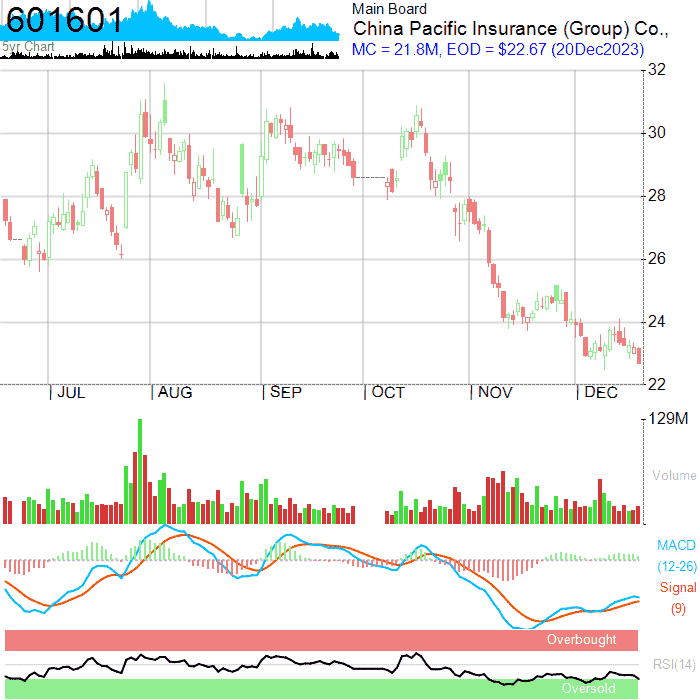 601601
5yr Chart
Main Board
China Pacific Insurance (Group) Co.,
MC = 21.8M, EOD = $22.67 (20Dec2023)
32
30
28
26
24
22
JUL AUG SEP OCT NOV DEC
129M
Volume
MACD
(12-26)
Signal
(9)
Overbought
RSI(14)
Oversold